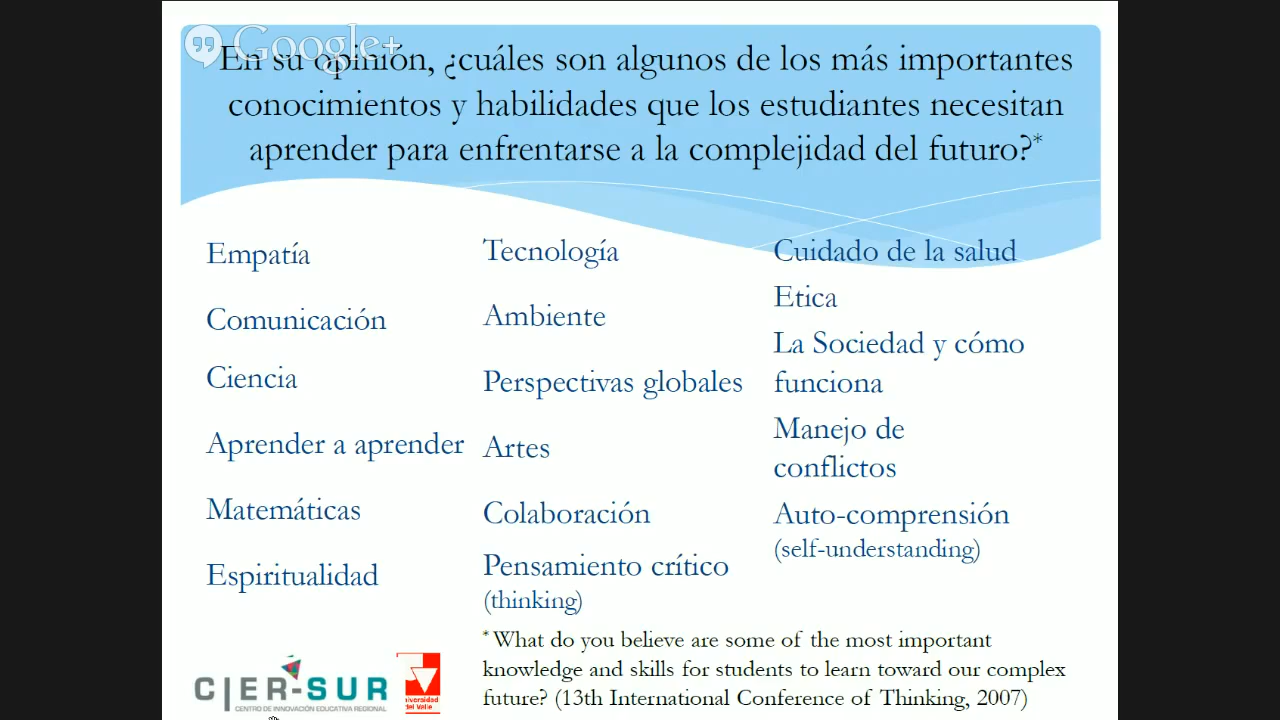 Google+
En su opinión, ¿cuáles son algunos de los más importantes
conocimientos y habilidades que los estudiantes necesitan
aprender para enfrentarse a la complejidad del futuro?*
Empatía
Comunicación
Ciencia
Aprender a aprender
Matemáticas
Espiritualidad
Tecnología
Ambiente
Perspectivas globales
Artes
Colaboración
Pensamiento crítico
(thinking)
Cuidado de la salud
Etica
La Sociedad y cómo
funciona
Manejo de
conflictos
Auto-comprensión
(self-understanding)
*What do you believe are some of the most important
knowledge and skills for students to learn toward our complex
future? (13th International Conference of Thinking, 2007)
C|ER-SUR
CENTRO DE INNOVACIÓN EDUCATIVA REGIONAL
Universidad
del Valle